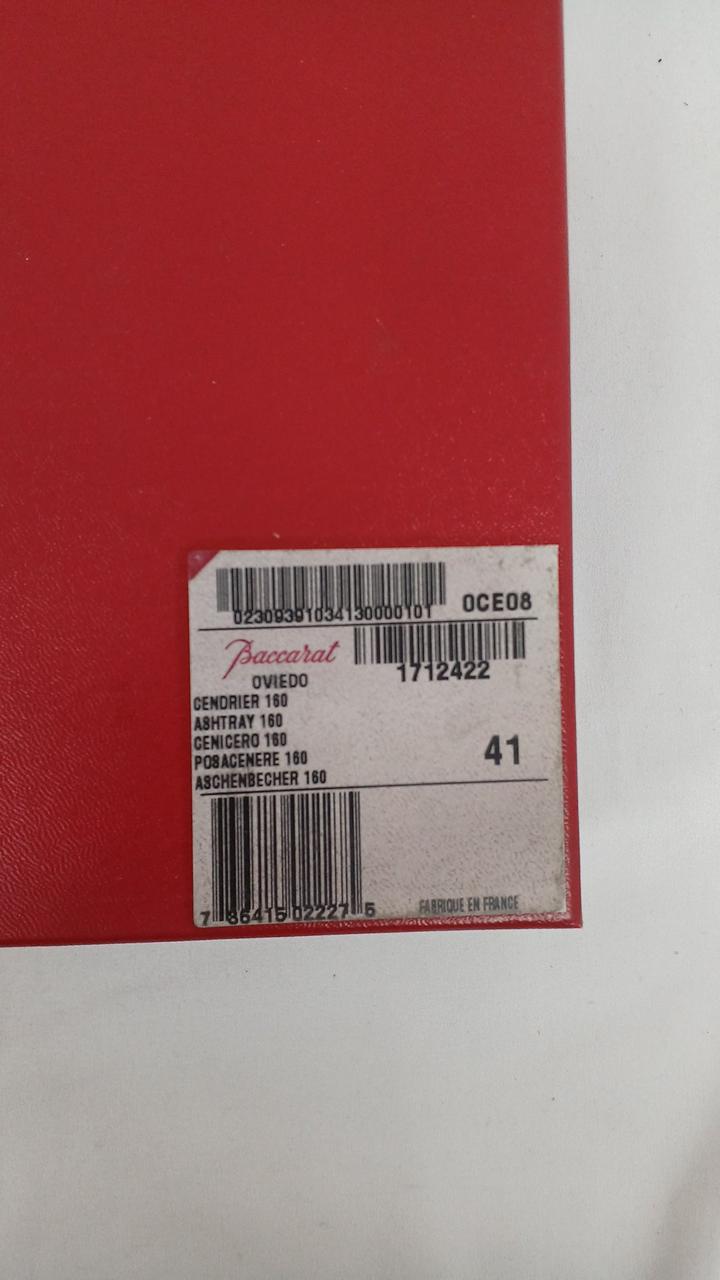 02309391034130000101 0CE08
Baccarat
1712422
OVIEDO
CENDRIER 160
ASHTRAY 160
CENICERO 160
POSACENERE 160
ASCHENBECHER 160
41
7 86415 02227 5
FABRIQUE EN FRANCE